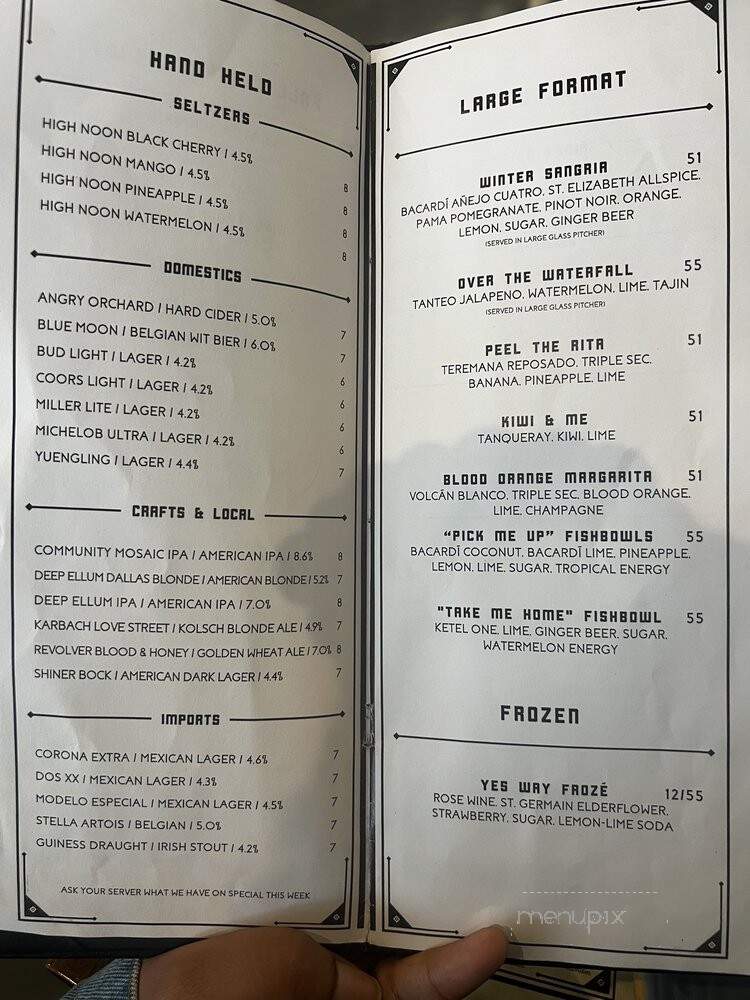 HAND HELD
SELTZERS
HIGH NOON BLACK CHERRY / 4.5% 8
HIGH NOON MANGO / 4.5% 8
HIGH NOON PINEAPPLE / 4.5% 8
HIGH NOON WATERMELON / 4.5% 8
DOMESTICS
ANGRY ORCHARD / HARD CIDER / 5.0% 7
BLUE MOON / BELGIAN WIT BIER / 6.0% 7
BUD LIGHT / LAGER / 4.2% 6
COORS LIGHT / LAGER / 4.2% 6
MILLER LITE / LAGER / 4.2% 6
MICHELOB ULTRA / LAGER / 4.2% 6
YUENGLING / LAGER / 4.4% 7
CRAFTS & LOCAL
COMMUNITY MOSAIC IPA / AMERICAN IPA / 8.6% 8
DEEP ELLUM DALLAS BLONDE / AMERICAN BLONDE / 5.2% 7
DEEP ELLUM IPA / AMERICAN IPA / 7.0% 8
KARBACH LOVE STREET / KOLSCH BLONDE ALE / 4.9% 7
REVOLVER BLOOD & HONEY / GOLDEN WHEAT ALE / 7.0% 8
SHINER BOCK / AMERICAN DARK LAGER / 4.4% 7
IMPORTS
CORONA EXTRA / MEXICAN LAGER / 4.6% 7
DOS XX / MEXICAN LAGER / 4.3% 7
MODELO ESPECIAL / MEXICAN LAGER / 4.5% 7
STELLA ARTOIS / BELGIAN / 5.0% 7
GUINESS DRAUGHT / IRISH STOUT / 4.2% 7
ASK YOUR SERVER WHAT WE HAVE ON SPECIAL THIS WEEK
LARGE FORMAT
WINTER SANGRIA 51
BACARDÍ AÑEJO CUATRO, ST. ELIZABETH ALLSPICE,
PAMA POMEGRANATE, PINOT NOIR, ORANGE,
LEMON, SUGAR, GINGER BEER
(SERVED IN LARGE GLASS PITCHER)
OVER THE WATERFALL 55
TANTEO JALAPENO, WATERMELON, LIME, TAJIN
(SERVED IN LARGE GLASS PITCHER)
PEEL THE RITA 51
TEREMANA REPOSADO, TRIPLE SEC,
BANANA, PINEAPPLE, LIME
KIWI & ME 51
TANQUERAY, KIWI, LIME
BLOOD ORANGE MARGARITA 51
VOLCÁN BLANCO, TRIPLE SEC, BLOOD ORANGE,
LIME, CHAMPAGNE
“PICK ME UP” FISHBOWLS 55
BACARDÍ COCONUT, BACARDÍ LIME, PINEAPPLE,
LEMON, LIME, SUGAR, TROPICAL ENERGY
"TAKE ME HOME" FISHBOWL 55
KETEL ONE, LIME, GINGER BEER, SUGAR,
WATERMELON ENERGY
FROZEN
YES WAY FROZÉ 12/55
ROSE WINE, ST. GERMAIN ELDERFLOWER,
STRAWBERRY, SUGAR, LEMON-LIME SODA
menupix